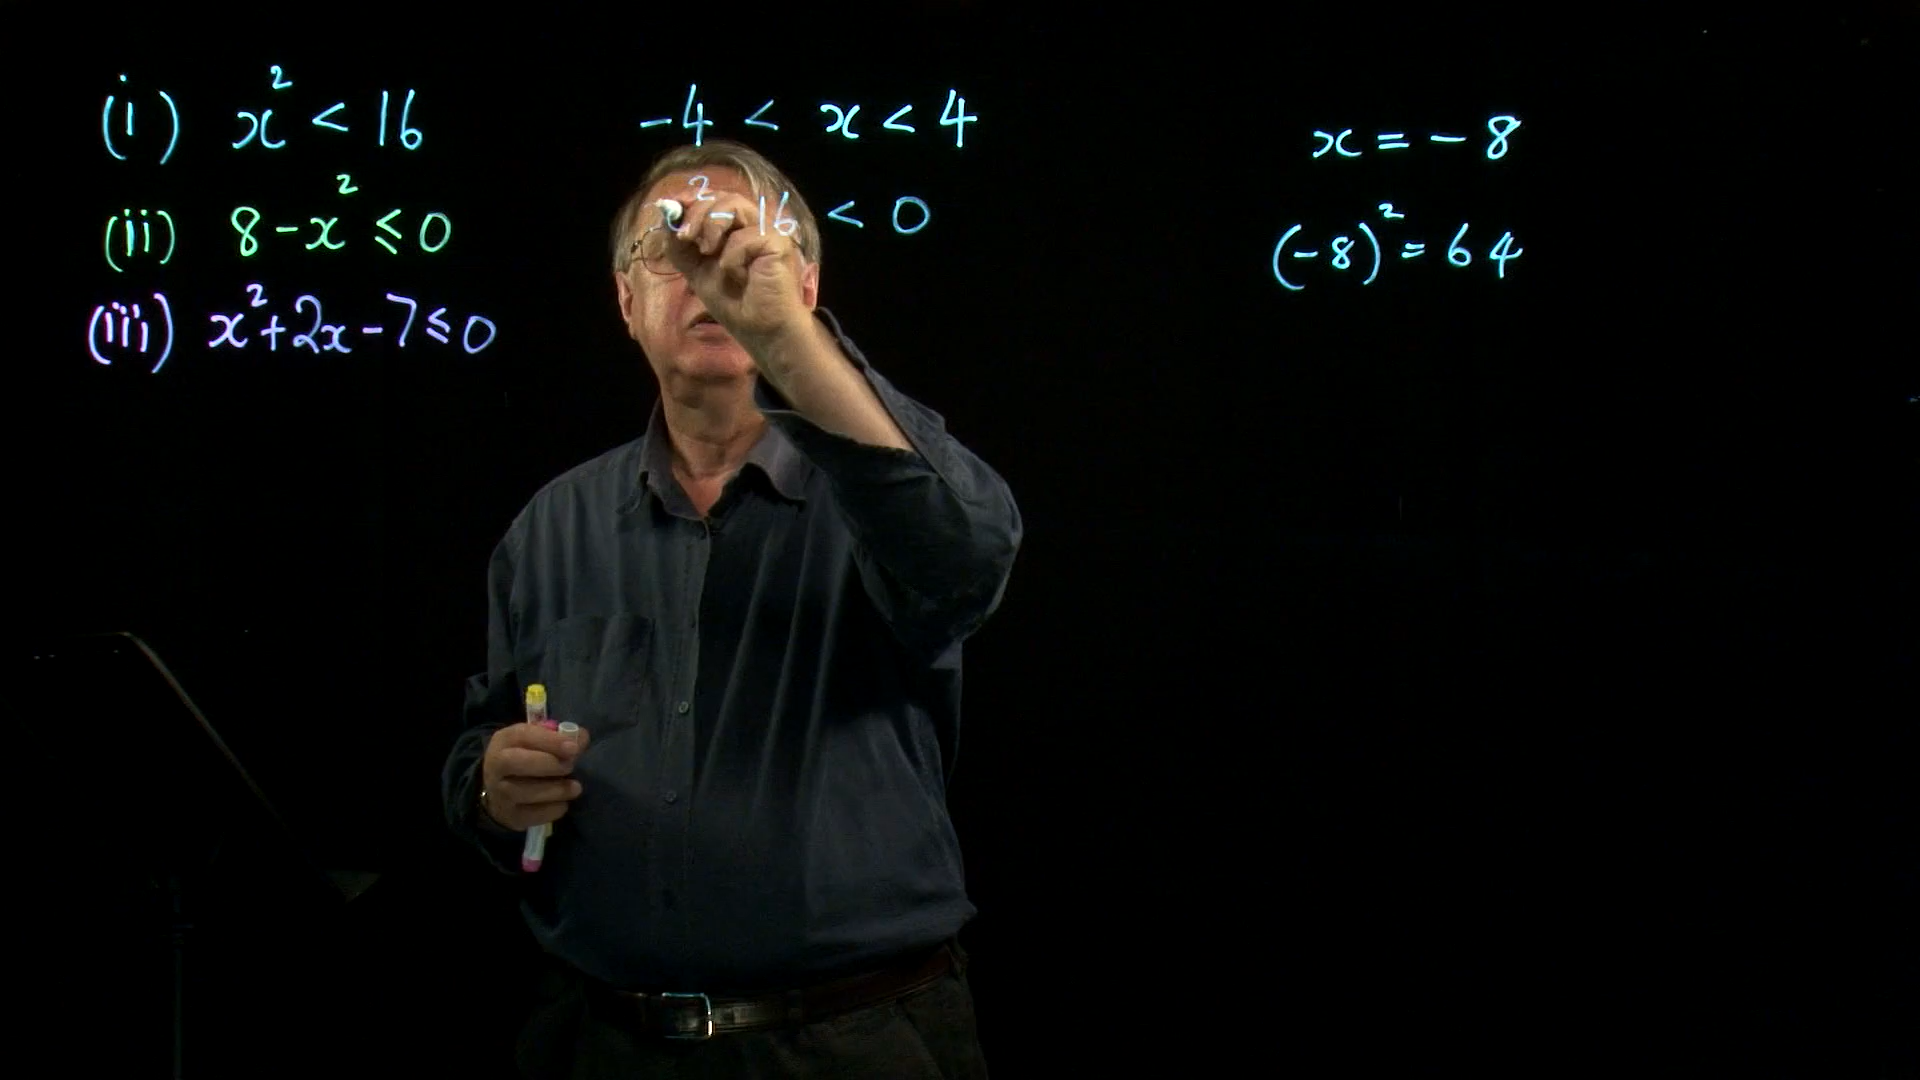 (i) x² < 16
(ii) 8 - x² ≤ 0
(iii) x² + 2x - 7 ≤ 0
-4 < x < 4
x² - 16 < 0
x = -8
(-8)² = 64